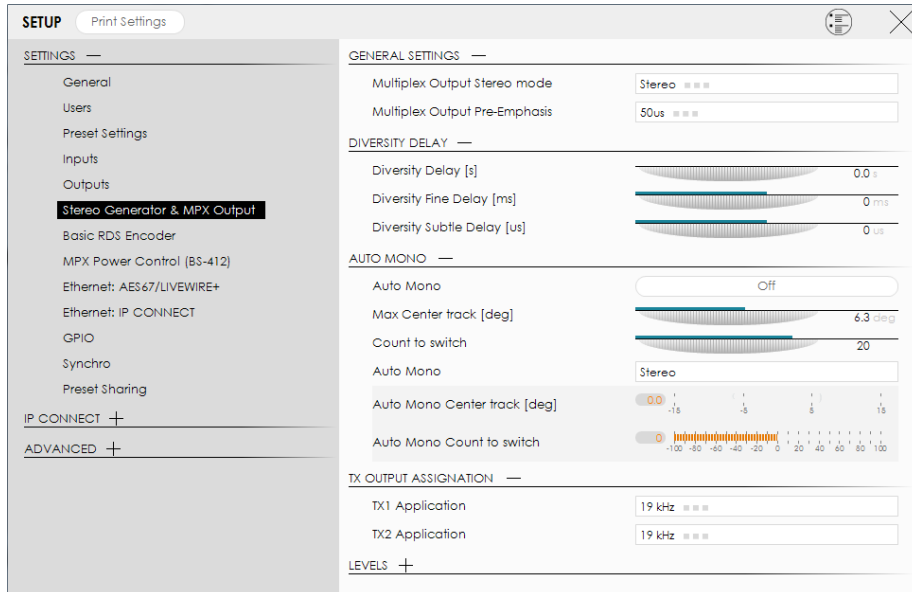 SETUP Print Settings
SETTINGS —
General
Users
Preset Settings
Inputs
Outputs
Stereo Generator & MPX Output
Basic RDS Encoder
MPX Power Control (BS-412)
Ethernet: AES67/LIVEWIRE+
Ethernet: IP CONNECT
GPIO
Synchro
Preset Sharing
IP CONNECT +
ADVANCED +
GENERAL SETTINGS —
Multiplex Output Stereo mode Stereo
Multiplex Output Pre-Emphasis 50us
DIVERSITY DELAY —
Diversity Delay [s] 0.0 s
Diversity Fine Delay [ms] 0 ms
Diversity Subtle Delay [us] 0 us
AUTO MONO —
Auto Mono Off
Max Center track [deg] 6.3 deg
Count to switch 20
Auto Mono Stereo
Auto Mono Center track [deg] 0.0
-15 -5 5 15
Auto Mono Count to switch 0
-100 -80 -60 -40 -20 0 20 40 60 80 100
TX OUTPUT ASSIGNATION —
TX1 Application 19 kHz
TX2 Application 19 kHz
LEVELS +